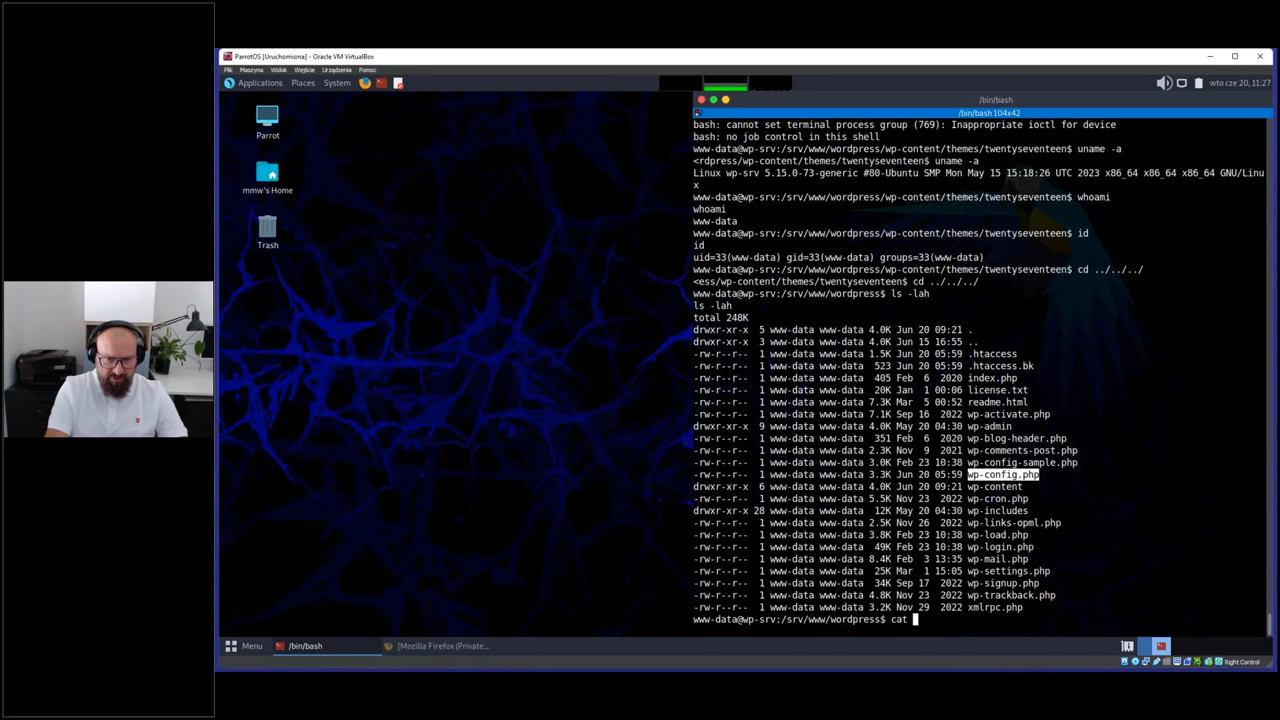 ParrotOS [Uruchomiona] - Oracle VM VirtualBox
Plik Maszyna Widok Wejście Urządzenia Pomoc
Applications Places System
wto cze 20, 11:27
Parrot
mmw's Home
Trash
/bin/bash
/bin/bash 104x42
bash: cannot set terminal process group (769): Inappropriate ioctl for device
bash: no job control in this shell
www-data@wp-srv:/srv/www/wordpress/wp-content/themes/twentyseventeen$ uname -a
<rdpress/wp-content/themes/twentyseventeen$ uname -a
Linux wp-srv 5.15.0-73-generic #80-Ubuntu SMP Mon May 15 15:18:26 UTC 2023 x86_64 x86_64 x86_64 GNU/Linu
x
www-data@wp-srv:/srv/www/wordpress/wp-content/themes/twentyseventeen$ whoami
whoami
www-data
www-data@wp-srv:/srv/www/wordpress/wp-content/themes/twentyseventeen$ id
id
uid=33(www-data) gid=33(www-data) groups=33(www-data)
www-data@wp-srv:/srv/www/wordpress/wp-content/themes/twentyseventeen$ cd ../../../
<ess/wp-content/themes/twentyseventeen$ cd ../../../
www-data@wp-srv:/srv/www/wordpress$ ls -lah
ls -lah
total 248K
drwxr-xr-x 5 www-data www-data 4.0K Jun 20 09:21 .
drwxr-xr-x 3 www-data www-data 4.0K Jun 15 16:55 ..
-rw-r--r-- 1 www-data www-data 1.5K Jun 20 05:59 .htaccess
-rw-r--r-- 1 www-data www-data 523 Jun 20 05:59 .htaccess.bk
-rw-r--r-- 1 www-data www-data 405 Feb 6 2020 index.php
-rw-r--r-- 1 www-data www-data 20K Jan 1 00:06 license.txt
-rw-r--r-- 1 www-data www-data 7.3K Mar 5 00:52 readme.html
-rw-r--r-- 1 www-data www-data 7.1K Sep 16 2022 wp-activate.php
drwxr-xr-x 9 www-data www-data 4.0K May 20 04:30 wp-admin
-rw-r--r-- 1 www-data www-data 351 Feb 6 2020 wp-blog-header.php
-rw-r--r-- 1 www-data www-data 2.3K Nov 9 2021 wp-comments-post.php
-rw-r--r-- 1 www-data www-data 3.0K Feb 23 10:38 wp-config-sample.php
-rw-r--r-- 1 www-data www-data 3.3K Jun 20 05:59 wp-config.php
drwxr-xr-x 6 www-data www-data 4.0K Jun 20 09:21 wp-content
-rw-r--r-- 1 www-data www-data 5.5K Nov 23 2022 wp-cron.php
drwxr-xr-x 28 www-data www-data 12K May 20 04:30 wp-includes
-rw-r--r-- 1 www-data www-data 2.5K Nov 26 2022 wp-links-opml.php
-rw-r--r-- 1 www-data www-data 3.8K Feb 23 10:38 wp-load.php
-rw-r--r-- 1 www-data www-data 49K Feb 23 10:38 wp-login.php
-rw-r--r-- 1 www-data www-data 8.4K Feb 3 13:35 wp-mail.php
-rw-r--r-- 1 www-data www-data 25K Mar 1 15:05 wp-settings.php
-rw-r--r-- 1 www-data www-data 34K Sep 17 2022 wp-signup.php
-rw-r--r-- 1 www-data www-data 4.8K Nov 23 2022 wp-trackback.php
-rw-r--r-- 1 www-data www-data 3.2K Nov 29 2022 xmlrpc.php
www-data@wp-srv:/srv/www/wordpress$ cat
Menu
/bin/bash
[Mozilla Firefox (Private...
Right Control